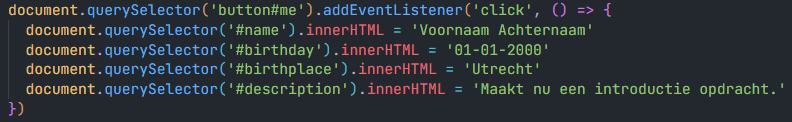 document.querySelector('button#me').addEventListener('click', () => {
  document.querySelector('#name').innerHTML = 'Voornaam Achternaam'
  document.querySelector('#birthday').innerHTML = '01-01-2000'
  document.querySelector('#birthplace').innerHTML = 'Utrecht'
  document.querySelector('#description').innerHTML = 'Maakt nu een introductie opdracht.'
})